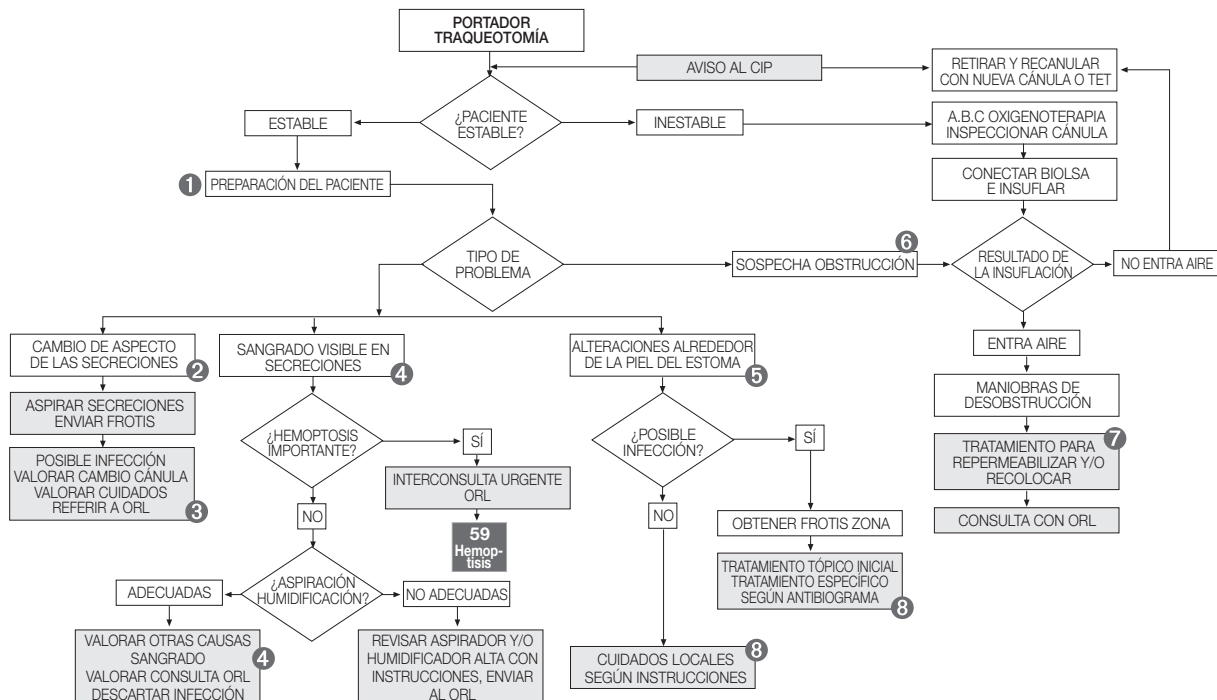 PORTADOR
TRAQUEOTOMÍA
AVISO AL CIP
RETIRAR Y RECANULAR
CON NUEVA CÁNULA O TET
¿PACIENTE
ESTABLE?
ESTABLE
INESTABLE
A.B.C OXIGENOTERAPIA
INSPECCIONAR CÁNULA
1
PREPARACIÓN DEL PACIENTE
CONECTAR BIOLSA
E INSUFLAR
TIPO DE
PROBLEMA
6
SOSPECHA OBSTRUCCIÓN
RESULTADO DE
LA INSUFLACIÓN
NO ENTRA AIRE
CAMBIO DE ASPECTO
DE LAS SECRECIONES
2
SANGRADO VISIBLE EN
SECRECIONES
4
ALTERACIONES ALREDEDOR
DE LA PIEL DEL ESTOMA
5
ENTRA AIRE
ASPIRAR SECRECIONES
ENVIAR FROTIS
MANIOBRAS DE
DESOBSTRUCCIÓN
¿HEMOPTOSIS
IMPORTANTE?
SÍ
¿POSIBLE
INFECCIÓN?
SÍ
POSIBLE INFECCIÓN
VALORAR CAMBIO CÁNULA
VALORAR CUIDADOS
REFERIR A ORL
3
INTERCONSULTA URGENTE
ORL
TRATAMIENTO PARA
REPERMEABILIZAR Y/O
RECOLOCAR
7
NO
59
Hemop-
tisis
NO
OBTENER FROTIS ZONA
CONSULTA CON ORL
TRATAMIENTO TÓPICO INICIAL
TRATAMIENTO ESPECÍFICO
SEGÚN ANTIBIOGRAMA
8
¿ASPIRACIÓN
HUMIDIFICACIÓN?
ADECUADAS
NO ADECUADAS
VALORAR OTRAS CAUSAS
SANGRADO
VALORAR CONSULTA ORL
DESCARTAR INFECCIÓN
4
REVISAR ASPIRADOR Y/O
HUMIDIFICADOR ALTA CON
INSTRUCCIONES, ENVIAR
AL ORL
CUIDADOS LOCALES
SEGÚN INSTRUCCIONES
8